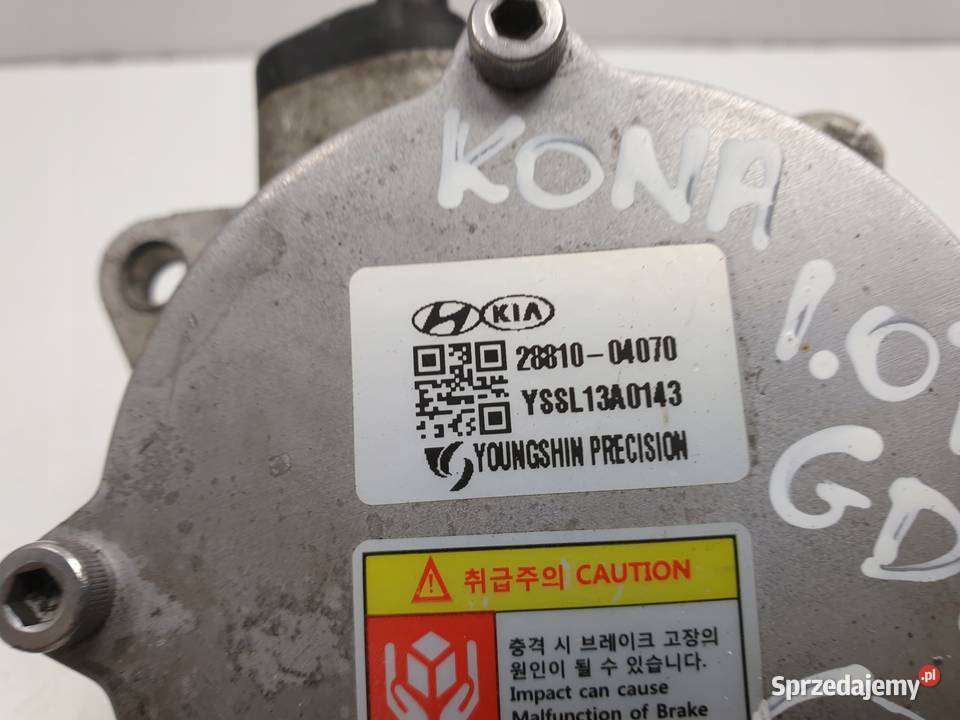 KONA
1.0
GD
KIA
28810-04070
YSSL13A0143
YOUNGSHIN PRECISION
취급주의 CAUTION
충격 시 브레이크 고장의
원인이 될 수 있습니다.
Impact can cause
Malfunction of Brake
Sprzedajemy.pl